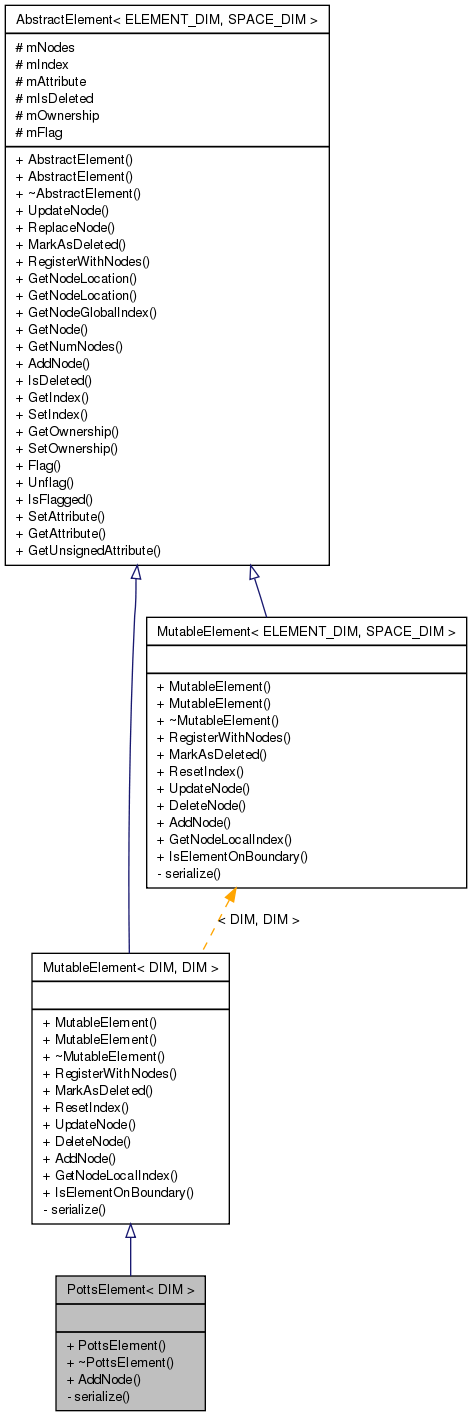 AbstractElement< ELEMENT_DIM, SPACE_DIM >
# mNodes
# mIndex
# mAttribute
# mIsDeleted
# mOwnership
# mFlag
+ AbstractElement()
+ AbstractElement()
+ ~AbstractElement()
+ UpdateNode()
+ ReplaceNode()
+ MarkAsDeleted()
+ RegisterWithNodes()
+ GetNodeLocation()
+ GetNodeLocation()
+ GetNodeGlobalIndex()
+ GetNode()
+ GetNumNodes()
+ AddNode()
+ IsDeleted()
+ GetIndex()
+ SetIndex()
+ GetOwnership()
+ SetOwnership()
+ Flag()
+ Unflag()
+ IsFlagged()
+ SetAttribute()
+ GetAttribute()
+ GetUnsignedAttribute()
MutableElement< ELEMENT_DIM, SPACE_DIM >
+ MutableElement()
+ MutableElement()
+ ~MutableElement()
+ RegisterWithNodes()
+ MarkAsDeleted()
+ ResetIndex()
+ UpdateNode()
+ DeleteNode()
+ AddNode()
+ GetNodeLocalIndex()
+ IsElementOnBoundary()
- serialize()
< DIM, DIM >
MutableElement< DIM, DIM >
+ MutableElement()
+ MutableElement()
+ ~MutableElement()
+ RegisterWithNodes()
+ MarkAsDeleted()
+ ResetIndex()
+ UpdateNode()
+ DeleteNode()
+ AddNode()
+ GetNodeLocalIndex()
+ IsElementOnBoundary()
- serialize()
PottsElement< DIM >
+ PottsElement()
+ ~PottsElement()
+ AddNode()
- serialize()